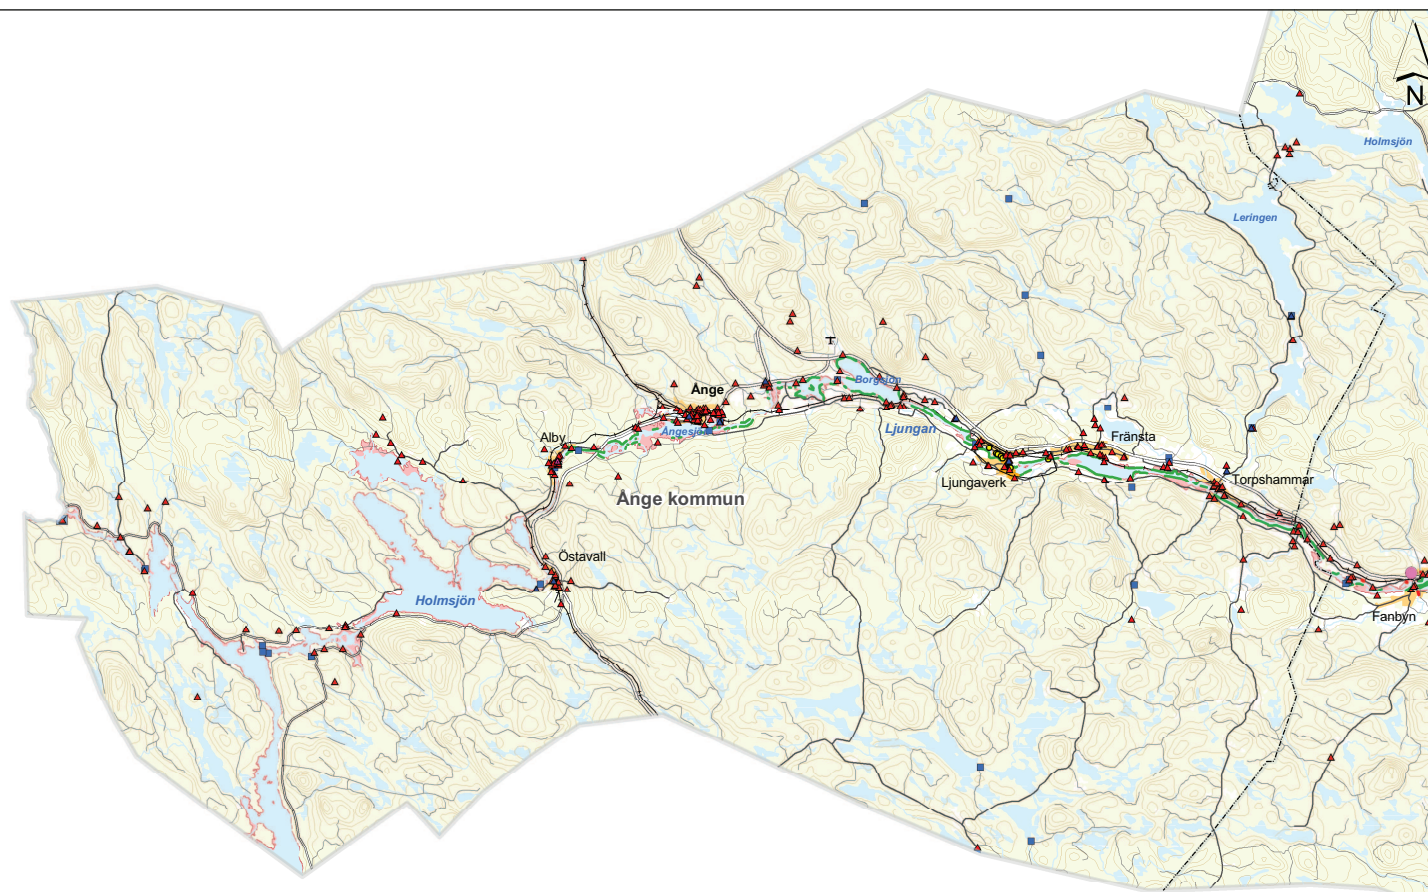 N
Holmsjön
Leringen
Borgsjön
Ånge
Ångesjön
Ljungan
Alby
Fränsta
Ljungaverk
Torpshammar
Ånge kommun
Östavall
Holmsjön
Fanbyn